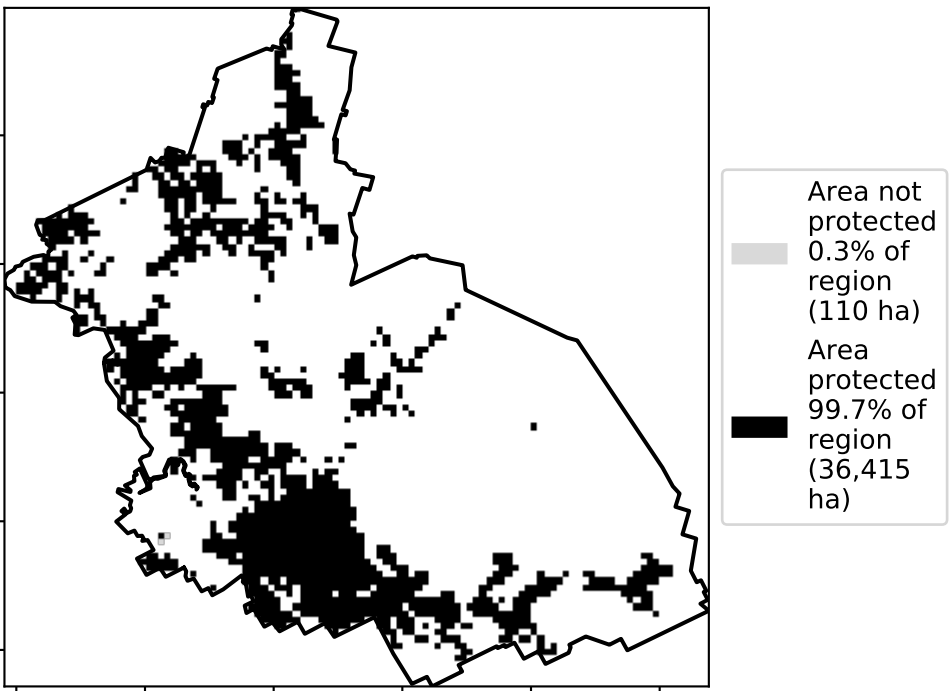 Area not
protected
0.3% of
region
(110 ha)
Area
protected
99.7% of
region
(36,415
ha)